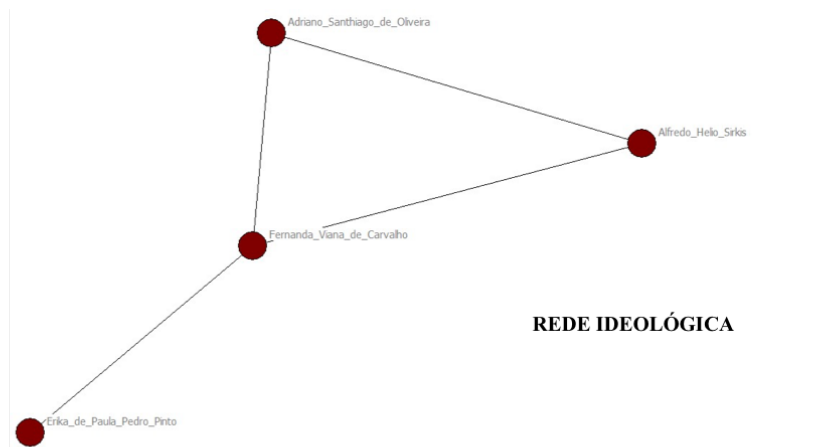 Adriano_Santhiago_de_Oliveira
Alfredo_Helio_Sirkis
Fernanda_Viana_de_Carvalho
REDE IDEOLÓGICA
Erika_de_Paula_Pedro_Pinto